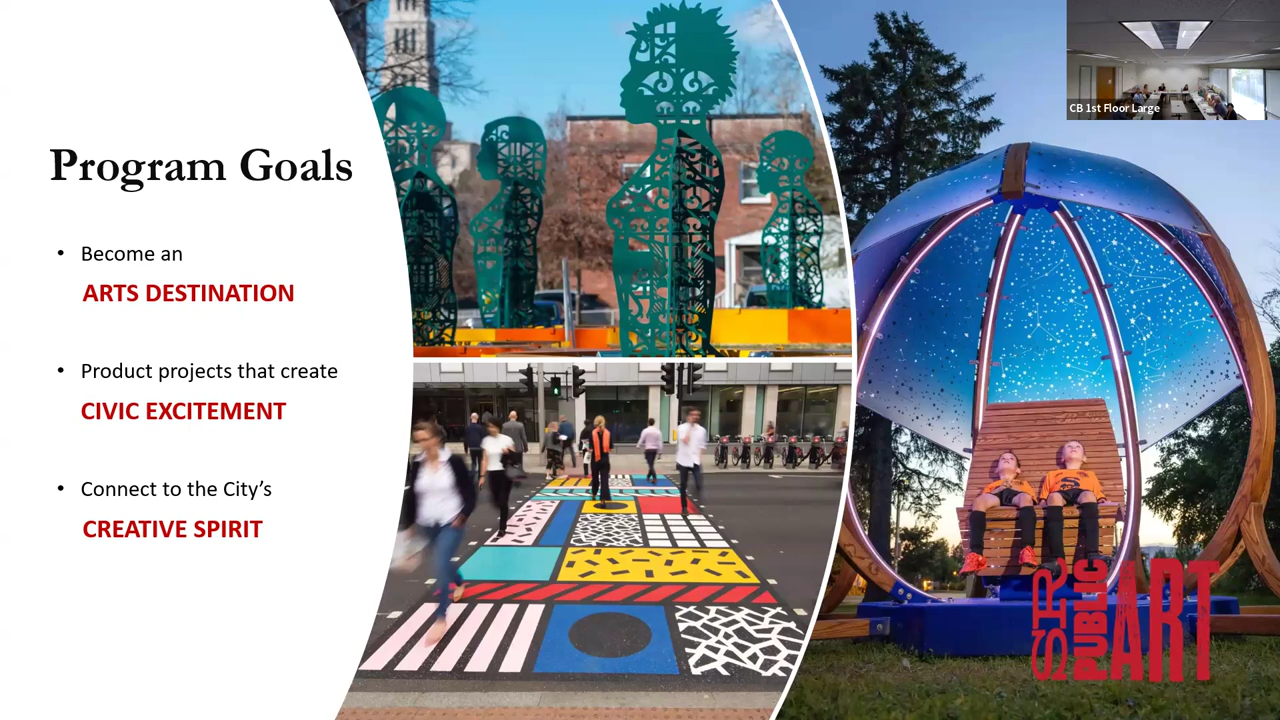 CB 1st Floor Large
Program Goals
• Become an
ARTS DESTINATION
• Product projects that create
CIVIC EXCITEMENT
• Connect to the City’s
CREATIVE SPIRIT
SR
PUBLIC
ART